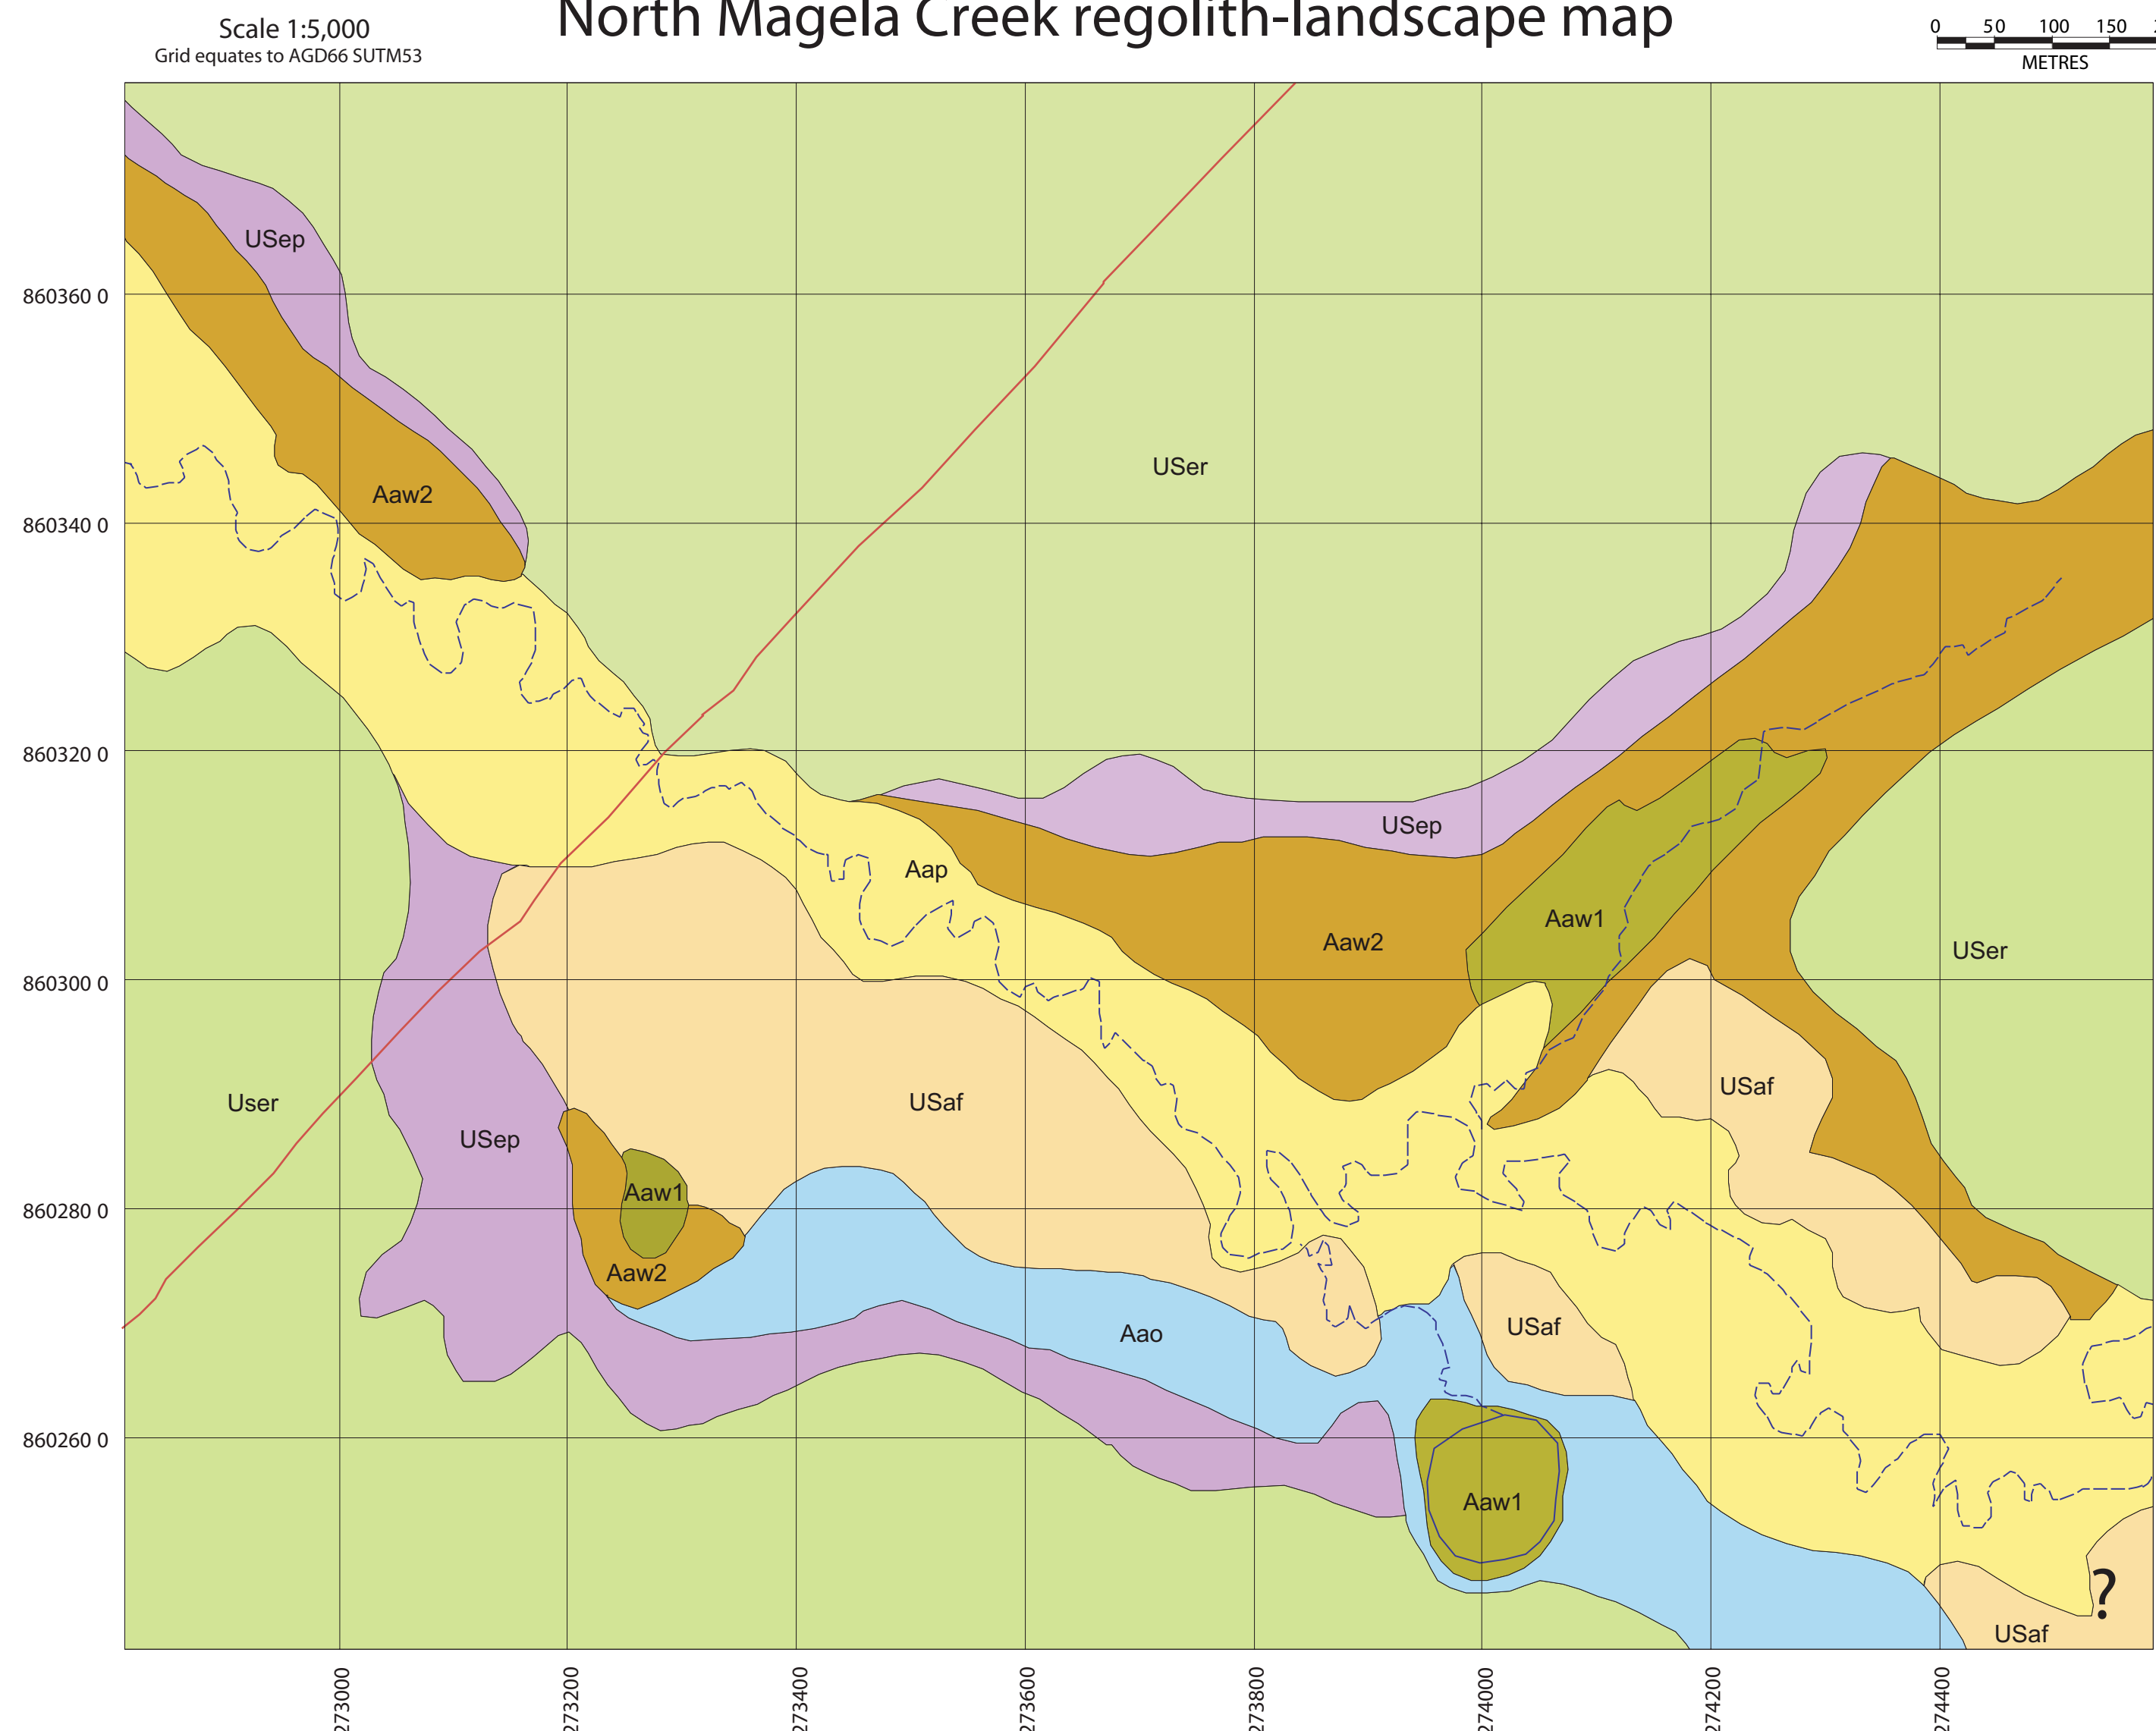 North Magela Creek regolith-landscape map
Scale 1:5,000
Grid equates to AGD66 SUTM53
0 50 100 150
METRES
USep
860360 0
USer
Aaw2
860340 0
860320 0
USep
Aap
Aaw1
Aaw2
USer
860300 0
USaf
User
USaf
USep
Aaw1
860280 0
Aaw2
USaf
Aao
860260 0
Aaw1
?
USaf
273000
273200
273400
273600
273800
274000
274200
274400